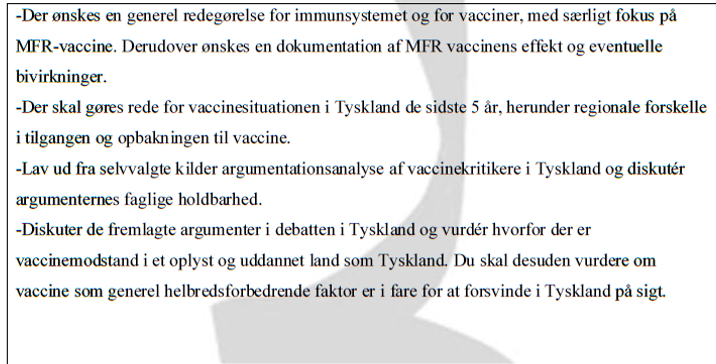 -Der ønskes en generel redegørelse for immunsystemet og for vacciner, med særligt fokus på
MFR-vaccine. Derudover ønskes en dokumentation af MFR vaccinens effekt og eventuelle
bivirkninger.
-Der skal gøres rede for vaccinesituationen i Tyskland de sidste 5 år, herunder regionale forskelle
i tilgangen og opbakningen til vaccine.
-Lav ud fra selvvalgte kilder argumentationsanalyse af vaccinekritikere i Tyskland og diskutér
argumenternes faglige holdbarhed.
-Diskuter de fremlagte argumenter i debatten i Tyskland og vurdér hvorfor der er
vaccinemodstand i et oplyst og uddannet land som Tyskland. Du skal desuden vurdere om
vaccine som generel helbredsforbedrende faktor er i fare for at forsvinde i Tyskland på sigt.